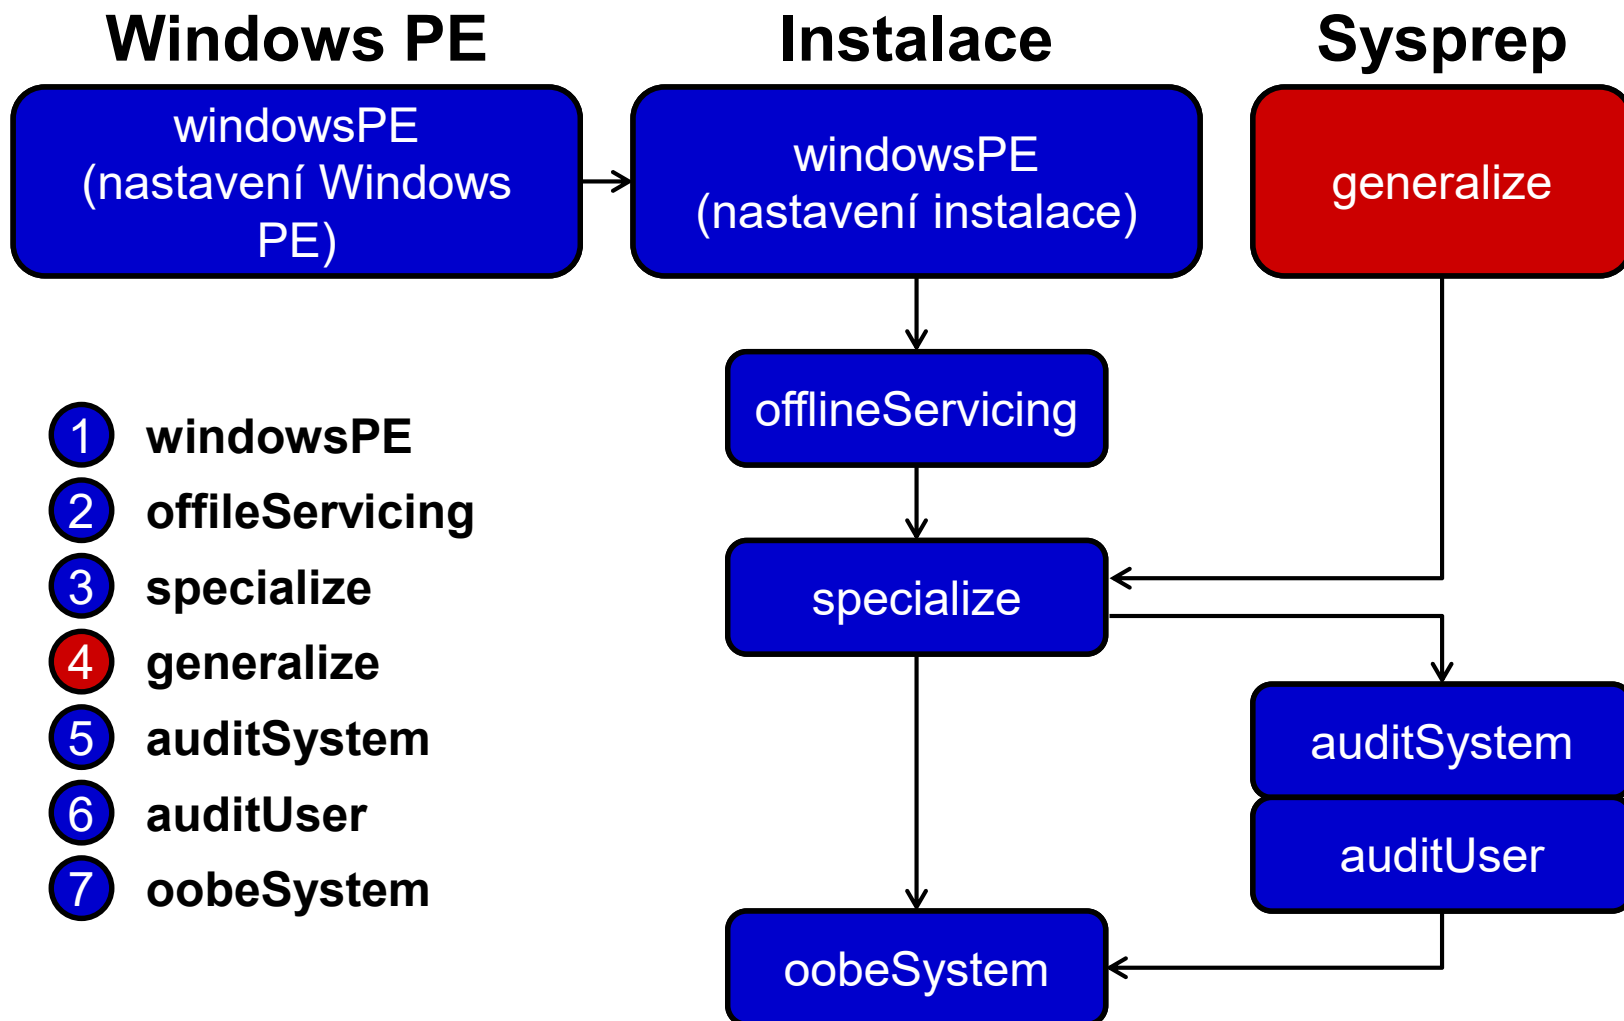 Windows PE
Instalace
Sysprep
windowsPE
(nastavení Windows
PE)
windowsPE
(nastavení instalace)
generalize
offlineServicing
1 windowsPE
2 offileServicing
3 specialize
4 generalize
5 auditSystem
6 auditUser
7 oobeSystem
specialize
auditSystem
auditUser
oobeSystem